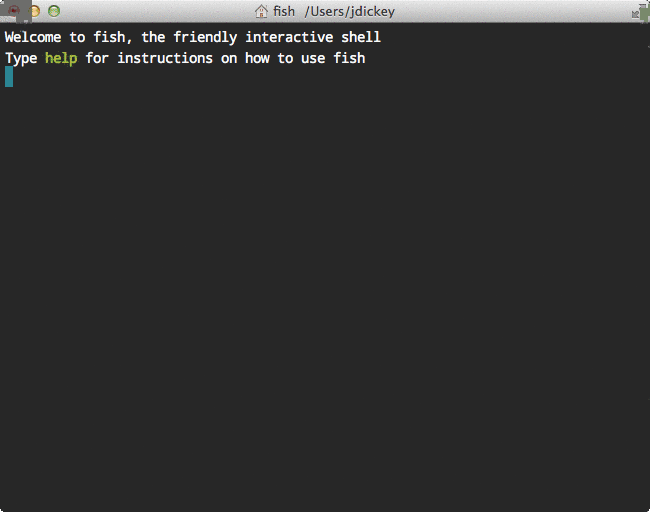 fish /Users/jdickey
Welcome to fish, the friendly interactive shell
Type help for instructions on how to use fish